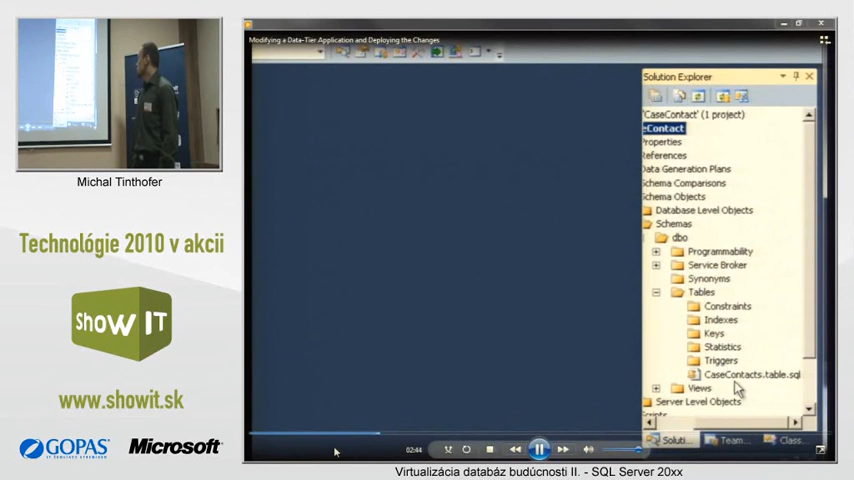 Michal Tinthofer
Technológie 2010 v akcii
ShoW IT
www.showit.sk
GOPAS
Microsoft
Modifying a Data-Tier Application and Deploying the Changes
Solution Explorer
'CaseContact' (1 project)
eContact
Properties
References
Data Generation Plans
Schema Comparisons
Schema Objects
Database Level Objects
Schemas
dbo
Programmability
Service Broker
Synonyms
Tables
Constraints
Indexes
Keys
Statistics
Triggers
CaseContacts.table.sql
Views
Server Level Objects
Scripts
Soluti...
Team...
Class...
02:44
Virtualizácia databáz budúcnosti II. - SQL Server 20xx